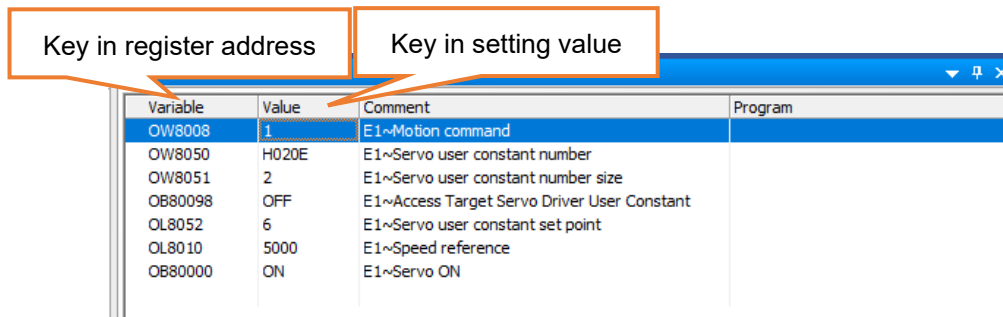 Key in register address
Key in setting value
Variable Value Comment Program
OW8008 1 E1~Motion command
OW8050 H020E E1~Servo user constant number
OW8051 2 E1~Servo user constant number size
OB80098 OFF E1~Access Target Servo Driver User Constant
OL8052 6 E1~Servo user constant set point
OL8010 5000 E1~Speed reference
OB80000 ON E1~Servo ON